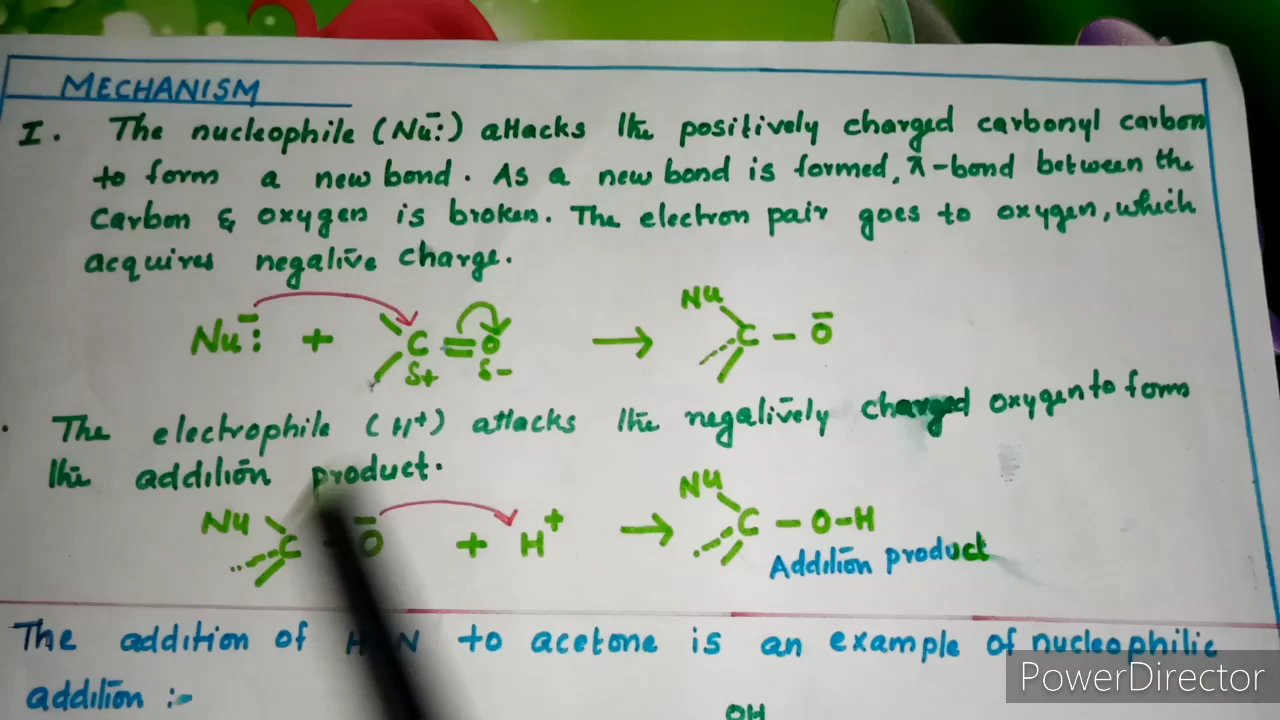 MECHANISM
I. The nucleophile (Nu⁻:) attacks the positively charged carbonyl carbon
to form a new bond. As a new bond is formed, π-bond between the
carbon & oxygen is broken. The electron pair goes to oxygen, which
acquires negative charge.
Nu⁻: + C = O → Nu C - O⁻
δ+ δ-
. The electrophile (H⁺) attacks the negatively charged oxygen to form
the addition product.
Nu C O⁻ + H⁺ → Nu C - O-H
Addition product
The addition of N to acetone is an example of nucleophilic
addition :-
OH
PowerDirector